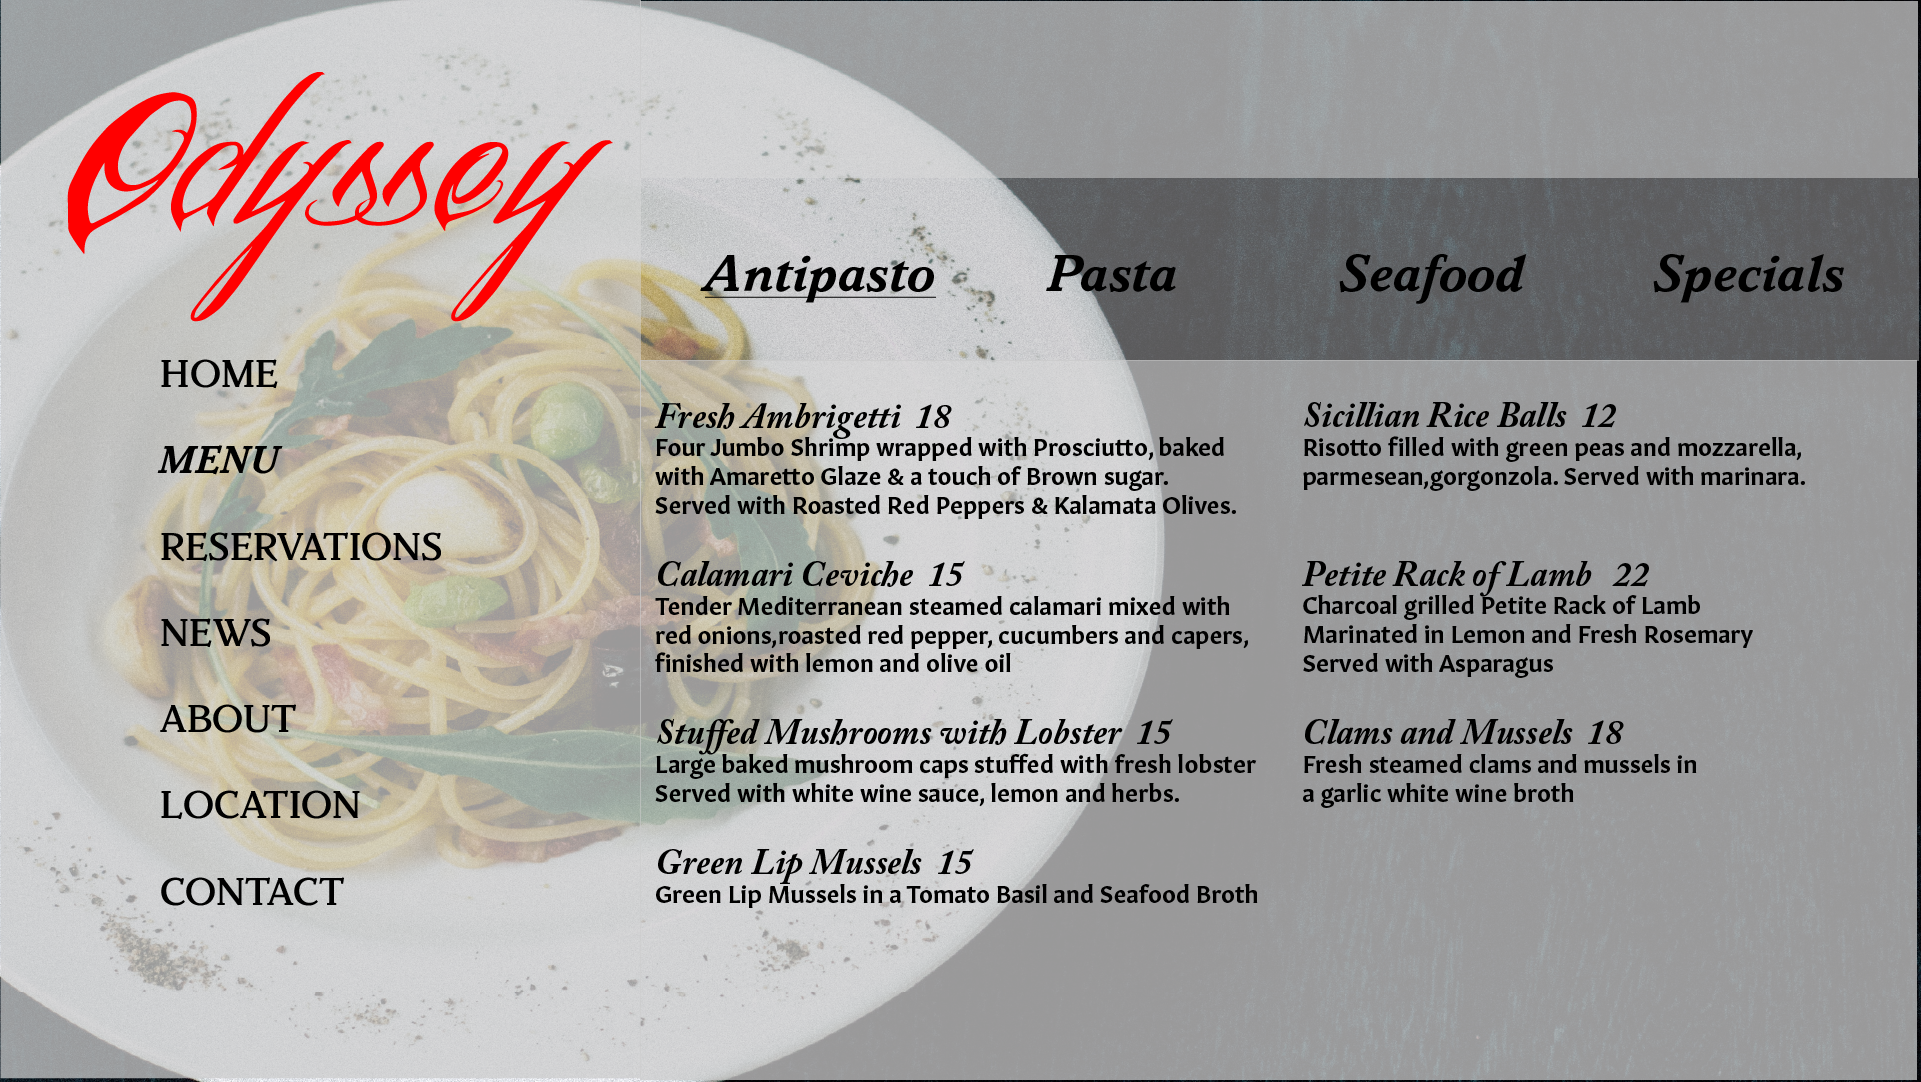 Odyssey
HOME
MENU
RESERVATIONS
NEWS
ABOUT
LOCATION
CONTACT
Antipasto
Pasta
Seafood
Specials
Fresh Ambrigetti 18
Four Jumbo Shrimp wrapped with Prosciutto, baked
with Amaretto Glaze & a touch of Brown sugar.
Served with Roasted Red Peppers & Kalamata Olives.
Calamari Ceviche 15
Tender Mediterranean steamed calamari mixed with
red onions,roasted red pepper, cucumbers and capers,
finished with lemon and olive oil
Stuffed Mushrooms with Lobster 15
Large baked mushroom caps stuffed with fresh lobster
Served with white wine sauce, lemon and herbs.
Green Lip Mussels 15
Green Lip Mussels in a Tomato Basil and Seafood Broth
Sicillian Rice Balls 12
Risotto filled with green peas and mozzarella,
parmesean,gorgonzola. Served with marinara.
Petite Rack of Lamb 22
Charcoal grilled Petite Rack of Lamb
Marinated in Lemon and Fresh Rosemary
Served with Asparagus
Clams and Mussels 18
Fresh steamed clams and mussels in
a garlic white wine broth